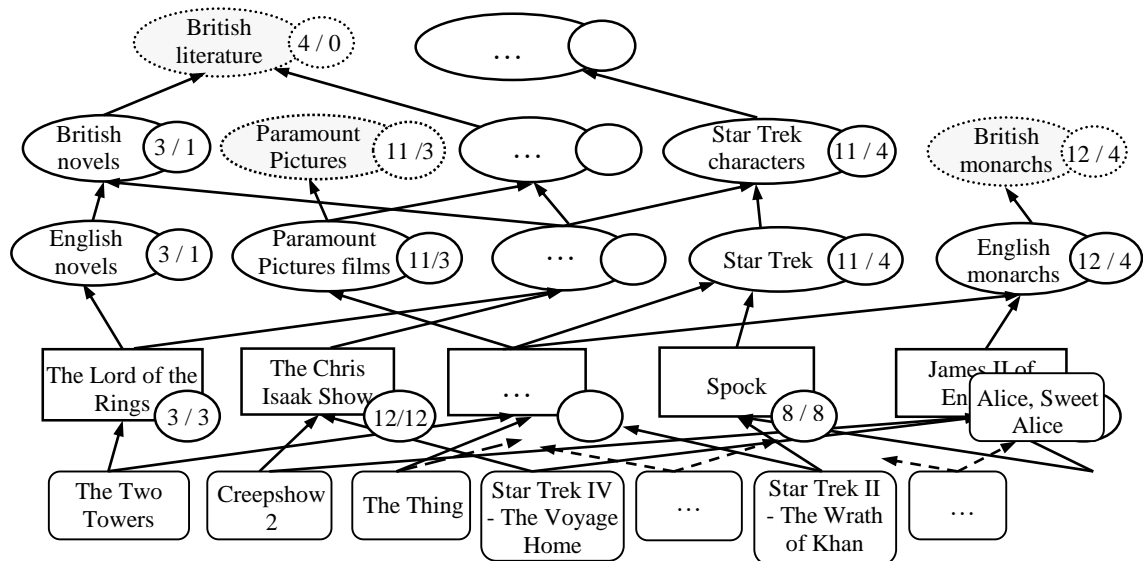 British
literature
4 / 0
…
British
novels
3 / 1
Paramount
Pictures
11 /3
…
Star Trek
characters
11 / 4
British
monarchs
12 / 4
English
novels
3 / 1
Paramount
Pictures films
11/3
…
Star Trek
11 / 4
English
monarchs
12 / 4
The Lord of the
Rings
3 / 3
The Chris
Isaak Show
12/12
…
Spock
8 / 8
James II of
En
Alice, Sweet
Alice
The Two
Towers
Creepshow
2
The Thing
Star Trek IV
- The Voyage
Home
…
Star Trek II
- The Wrath
of Khan
…